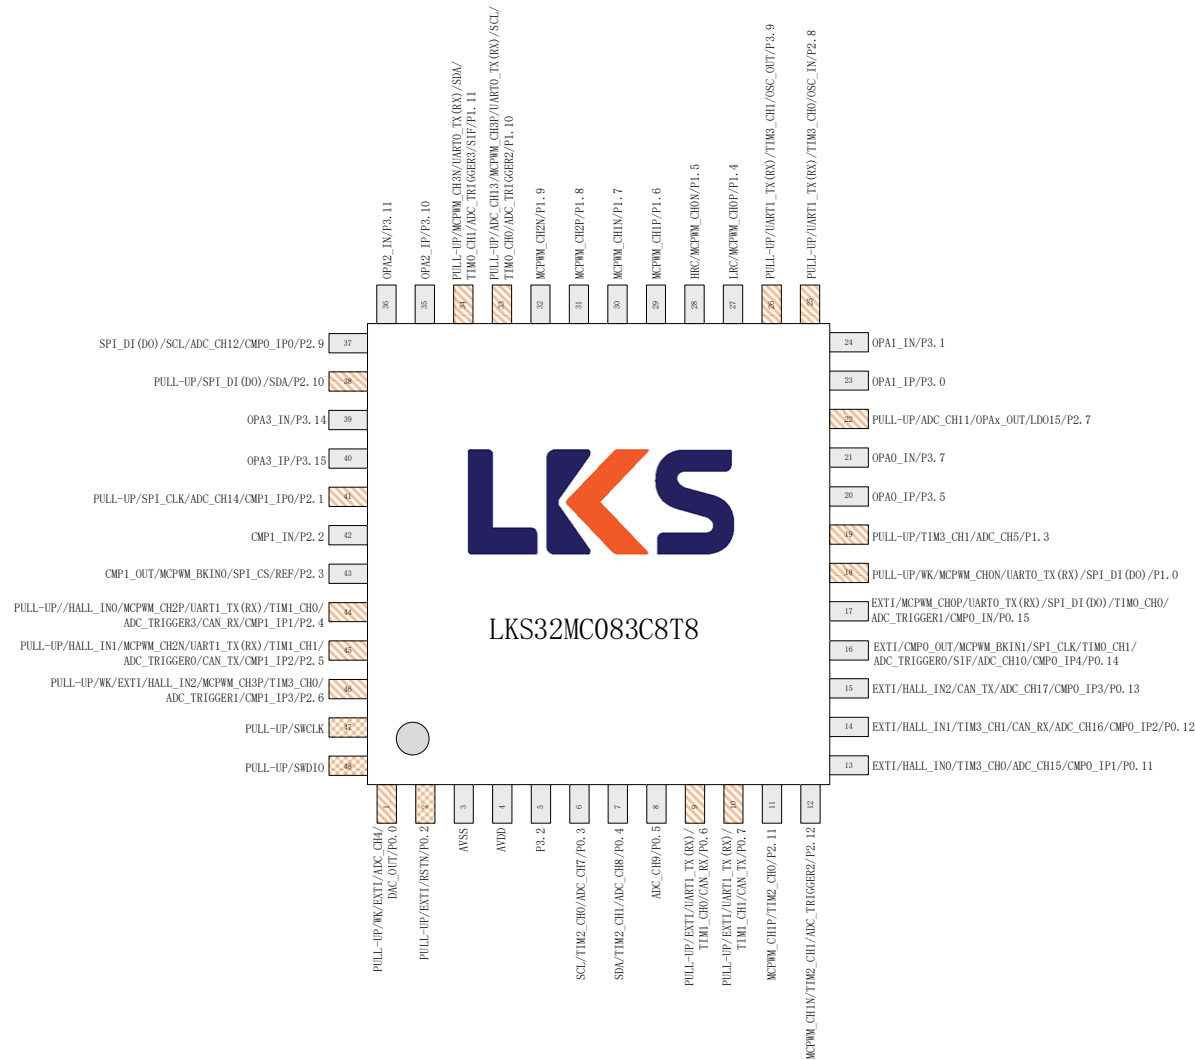 OPA2_IN/P3.11
36
OPA2_IP/P3.10
35
PULL-UP/MCPWM_CH3N/UART0_TX(RX)/SDA/
TIM0_CH1/ADC_TRIGGER3/SIF/P1.11
34
PULL-UP/ADC_CH13/MCPWM_CH3P/UART0_TX(RX)/SCL/
TIM0_CH0/ADC_TRIGGER2/P1.10
33
MCPWM_CH2N/P1.9
32
MCPWM_CH2P/P1.8
31
MCPWM_CH1N/P1.7
30
MCPWM_CH1P/P1.6
29
HRC/MCPWM_CH0N/P1.5
28
LRC/MCPWM_CH0P/P1.4
27
PULL-UP/UART1_TX(RX)/TIM3_CH1/OSC_OUT/P3.9
26
PULL-UP/UART1_TX(RX)/TIM3_CH0/OSC_IN/P2.8
25
SPI_DI(DO)/SCL/ADC_CH12/CMP0_IP0/P2.9
37
PULL-UP/SPI_DI(DO)/SDA/P2.10
38
OPA3_IN/P3.14
39
OPA3_IP/P3.15
40
PULL-UP/SPI_CLK/ADC_CH14/CMP1_IP0/P2.1
41
CMP1_IN/P2.2
42
CMP1_OUT/MCPWM_BKIN0/SPI_CS/REF/P2.3
43
PULL-UP//HALL_IN0/MCPWM_CH2P/UART1_TX(RX)/TIM1_CH0/
ADC_TRIGGER3/CAN_RX/CMP1_IP1/P2.4
44
PULL-UP/HALL_IN1/MCPWM_CH2N/UART1_TX(RX)/TIM1_CH1/
ADC_TRIGGER0/CAN_TX/CMP1_IP2/P2.5
45
PULL-UP/WK/EXTI/HALL_IN2/MCPWM_CH3P/TIM3_CH0/
ADC_TRIGGER1/CMP1_IP3/P2.6
46
PULL-UP/SWCLK
47
PULL-UP/SWDIO
48
LKS
LKS32MC083C8T8
24
OPA1_IN/P3.1
23
OPA1_IP/P3.0
22
PULL-UP/ADC_CH11/OPAx_OUT/LDO15/P2.7
21
OPA0_IN/P3.7
20
OPA0_IP/P3.5
19
PULL-UP/TIM3_CH1/ADC_CH5/P1.3
18
PULL-UP/WK/MCPWM_CH0N/UART0_TX(RX)/SPI_DI(DO)/P1.0
17
EXTI/MCPWM_CH0P/UART0_TX(RX)/SPI_DI(DO)/TIM0_CH0/
ADC_TRIGGER1/CMP0_IN/P0.15
16
EXTI/CMP0_OUT/MCPWM_BKIN1/SPI_CLK/TIM0_CH1/
ADC_TRIGGER0/SIF/ADC_CH10/CMP0_IP4/P0.14
15
EXTI/HALL_IN2/CAN_TX/ADC_CH17/CMP0_IP3/P0.13
14
EXTI/HALL_IN1/TIM3_CH1/CAN_RX/ADC_CH16/CMP0_IP2/P0.12
13
EXTI/HALL_IN0/TIM3_CH0/ADC_CH15/CMP0_IP1/P0.11
1
PULL-UP/WK/EXTI/ADC_CH4/
DAC_OUT/P0.0
2
PULL-UP/EXTI/RSTN/P0.2
3
AVSS
4
AVDD
5
P3.2
6
SCL/TIM2_CH0/ADC_CH7/P0.3
7
SDA/TIM2_CH1/ADC_CH8/P0.4
8
ADC_CH9/P0.5
9
PULL-UP/EXTI/UART1_TX(RX)/
TIM1_CH0/CAN_RX/P0.6
10
PULL-UP/EXTI/UART1_TX(RX)/
TIM1_CH1/CAN_TX/P0.7
11
MCPWM_CH1P/TIM2_CH0/P2.11
12
MCPWM_CH1N/TIM2_CH1/ADC_TRIGGER2/P2.12